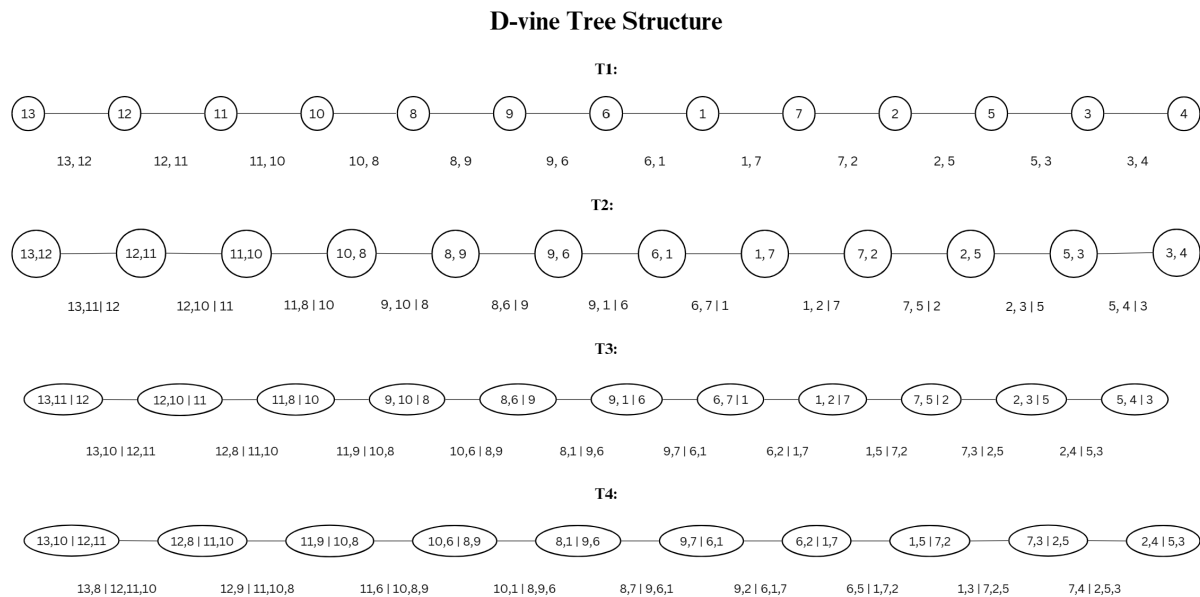 D-vine Tree Structure
T1:
13 12 11 10 8 9 6 1 7 2 5 3 4
13, 12 12, 11 11, 10 10, 8 8, 9 9, 6 6, 1 1,7 7, 2 2, 5 5, 3 3, 4
T2:
13,12 12,11 11,10 10, 8 8, 9 9, 6 6, 1 1, 7 7, 2 2, 5 5, 3 3, 4
13,11| 12 12,10 | 11 11,8 | 10 9, 10 | 8 8,6 | 9 9, 1 | 6 6, 7 | 1 1, 2 | 7 7, 5 | 2 2, 3 | 5 5, 4 | 3
T3:
13,11 | 12 12,10 | 11 11,8 | 10 9, 10 | 8 8,6 | 9 9, 1 | 6 6, 7 | 1 1, 2 | 7 7, 5 | 2 2, 3 | 5 5, 4 | 3
13,10 | 12,11 12,8 | 11,10 11,9 | 10,8 10,6 | 8,9 8,1 | 9,6 9,7 | 6,1 6,2 | 1,7 1,5 | 7,2 7,3 | 2,5 2,4 | 5,3
T4:
13,10 | 12,11 12,8 | 11,10 11,9 | 10,8 10,6 | 8,9 8,1 | 9,6 9,7 | 6,1 6,2 | 1,7 1,5 | 7,2 7,3 | 2,5 2,4 | 5,3
13,8 | 12,11,10 12,9 | 11,10,8 11,6 | 10,8,9 10,1 | 8,9,6 8,7 | 9,6,1 9,2 | 6,1,7 6,5 | 1,7,2 1,3 | 7,2,5 7,4 | 2,5,3